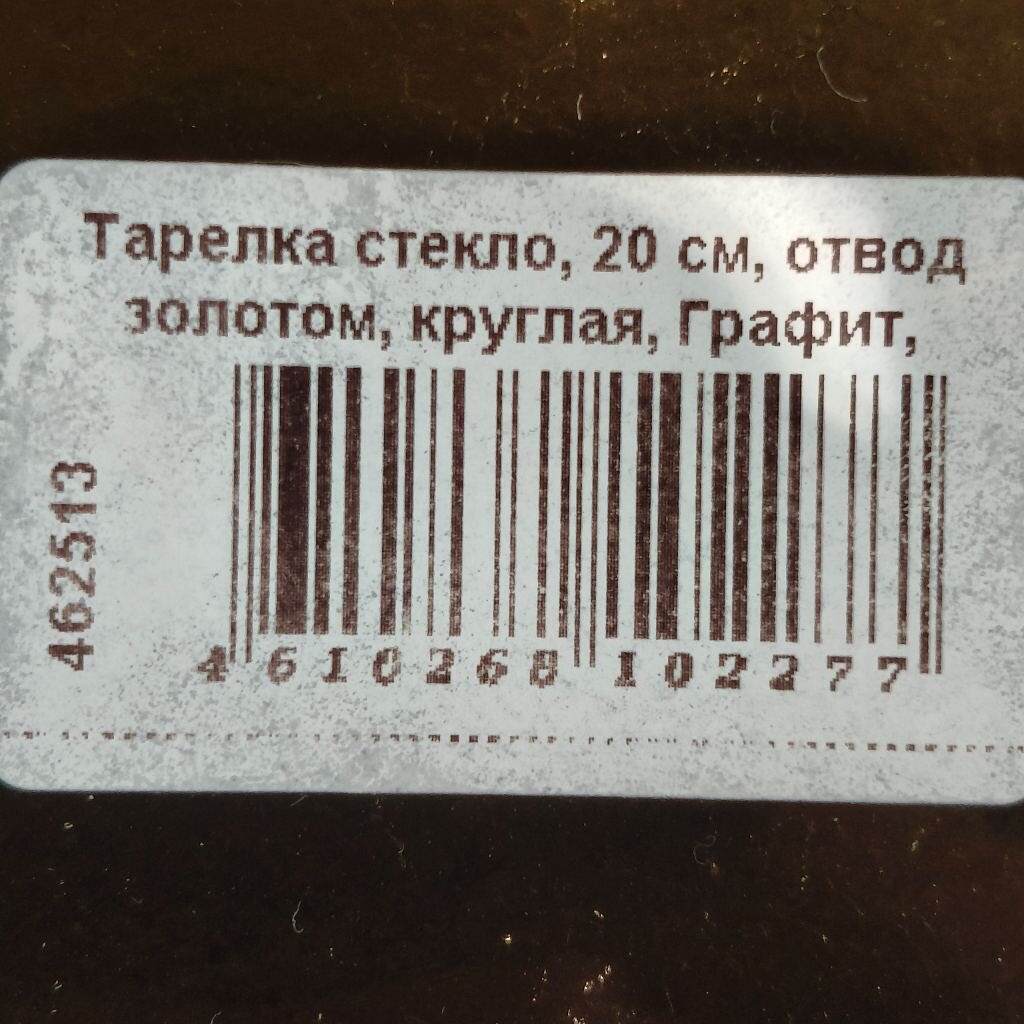 Тарелка стекло, 20 см, отвод
золотом, круглая, Графит,
462513
4 610268 102277